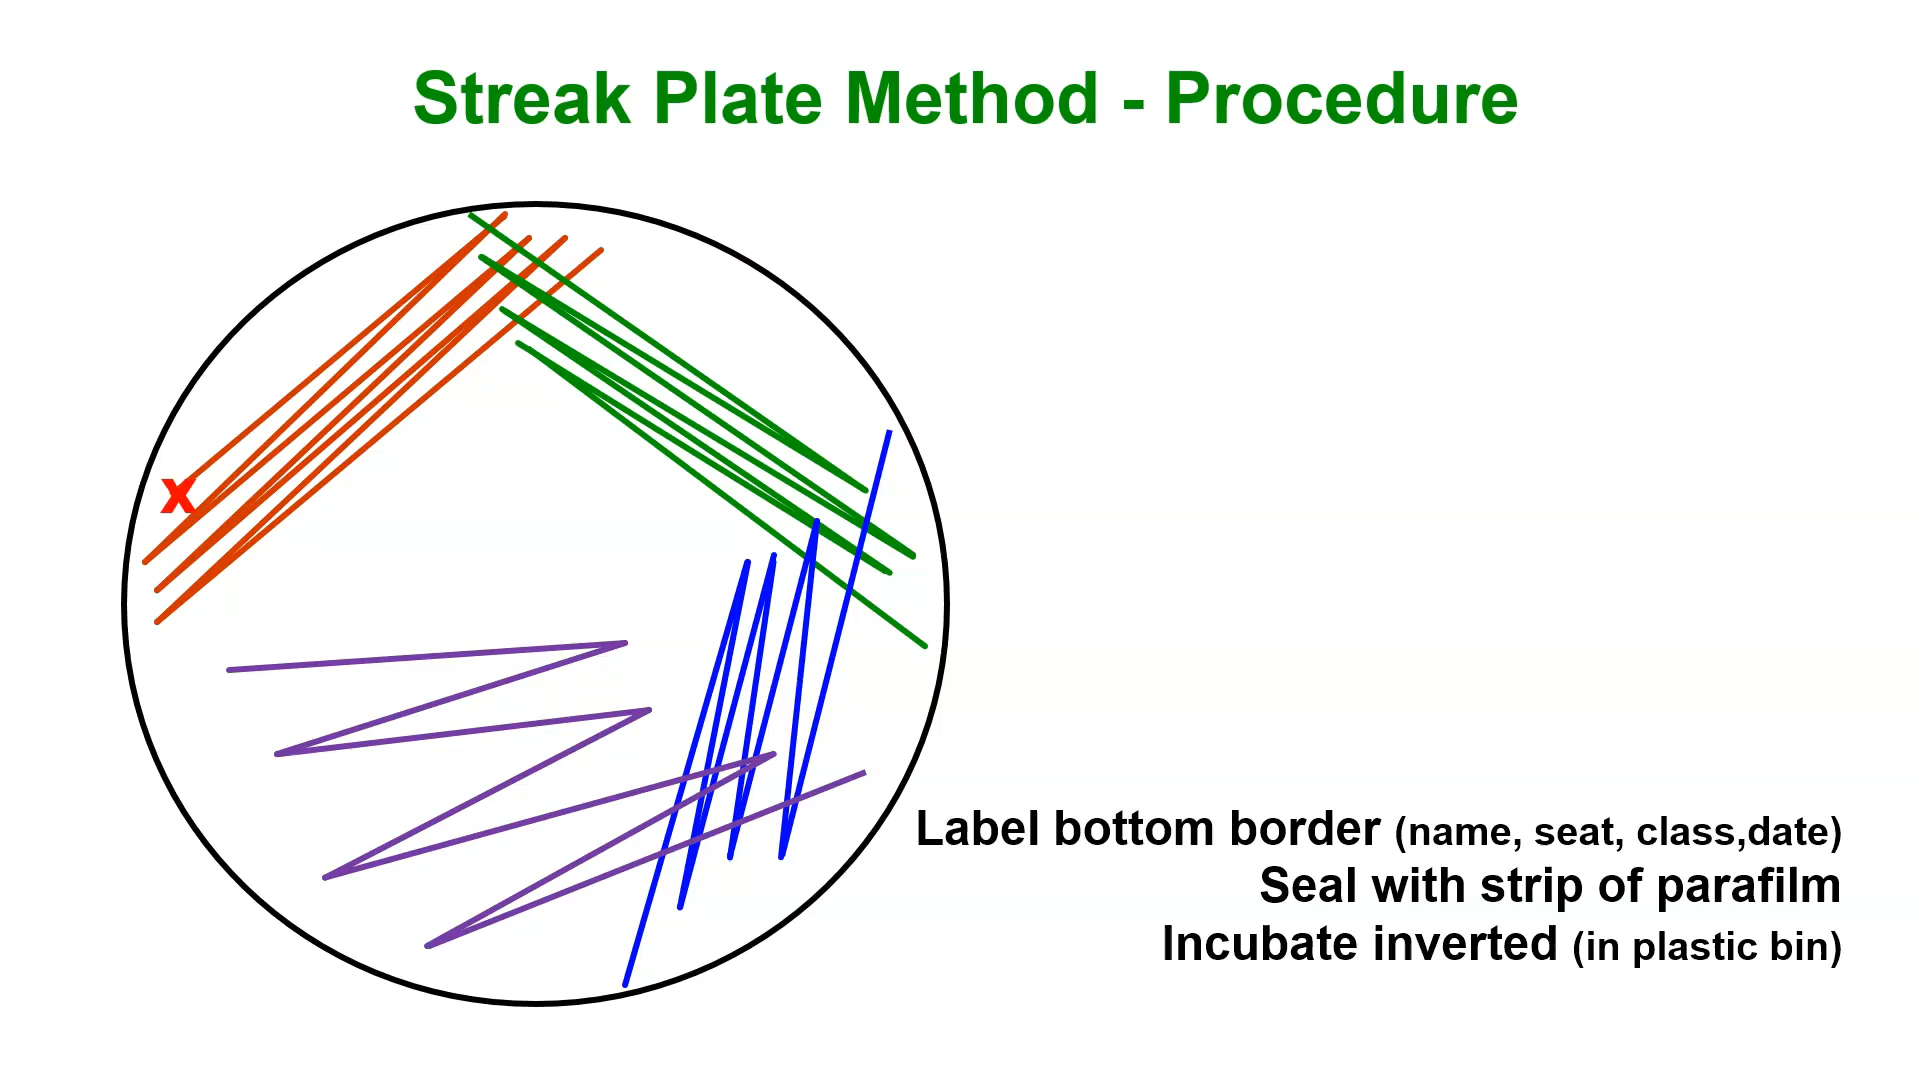 Streak Plate Method - Procedure
X
Label bottom border (name, seat, class,date)
Seal with strip of parafilm
Incubate inverted (in plastic bin)